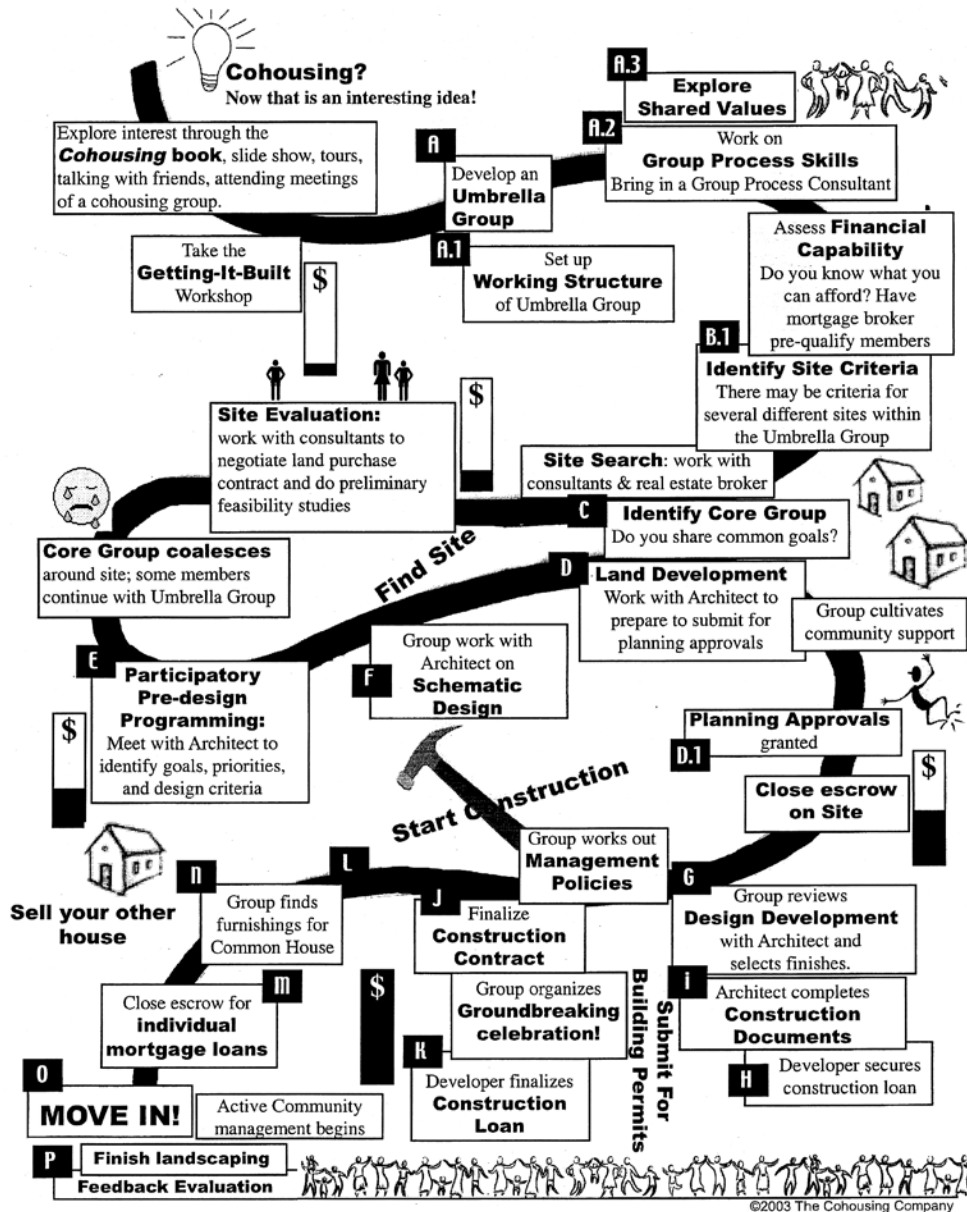 Cohousing?
Now that is an interesting idea!
Explore interest through the
Cohousing book, slide show, tours,
talking with friends, attending meetings
of a cohousing group.
Take the
Getting-It-Built
Workshop
$
A
Develop an
Umbrella
Group
A.1
Set up
Working Structure
of Umbrella Group
A.3
Explore
Shared Values
A.2
Work on
Group Process Skills
Bring in a Group Process Consultant
Assess Financial
Capability
Do you know what you
can afford? Have
mortgage broker
pre-qualify members
B.1
Identify Site Criteria
There may be criteria for
several different sites within
the Umbrella Group
Site Search: work with
consultants & real estate broker
$
Site Evaluation:
work with consultants to
negotiate land purchase
contract and do preliminary
feasibility studies
C
Identify Core Group
Do you share common goals?
Core Group coalesces
around site; some members
continue with Umbrella Group
Find Site
D
Land Development
Work with Architect to
prepare to submit for
planning approvals
Group cultivates
community support
E
Participatory
Pre-design
Programming:
Meet with Architect to
identify goals, priorities,
and design criteria
$
F
Group work with
Architect on
Schematic
Design
D.1
Planning Approvals
granted
Close escrow
on Site
$
Start Construction
Group works out
Management
Policies
G
Group reviews
Design Development
with Architect and
selects finishes.
i
Architect completes
Construction
Documents
H
Developer secures
construction loan
Submit For
Building Permits
J
Finalize
Construction
Contract
Group organizes
Groundbreaking
celebration!
K
Developer finalizes
Construction
Loan
$
L
n
Group finds
furnishings for
Common House
Sell your other
house
m
Close escrow for
individual
mortgage loans
O
MOVE IN!
Active Community
management begins
P
Finish landscaping
Feedback Evaluation
©2003 The Cohousing Company